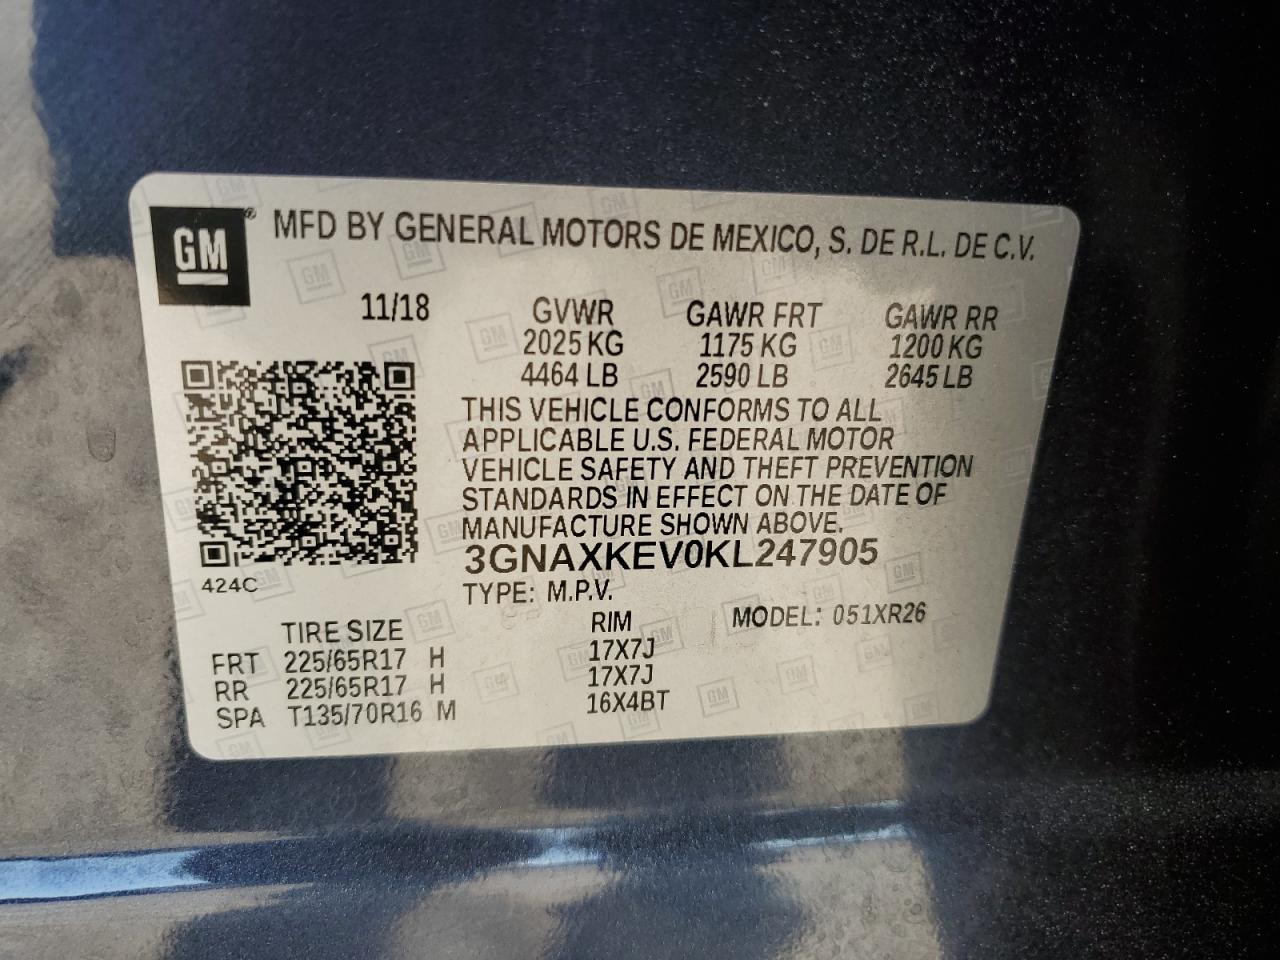 GM® MFD BY GENERAL MOTORS DE MEXICO, S. DE R.L. DE C.V.
11/18 GVWR GAWR FRT GAWR RR
2025 KG 1175 KG 1200 KG
4464 LB 2590 LB 2645 LB
THIS VEHICLE CONFORMS TO ALL
APPLICABLE U.S. FEDERAL MOTOR
VEHICLE SAFETY AND THEFT PREVENTION
STANDARDS IN EFFECT ON THE DATE OF
MANUFACTURE SHOWN ABOVE.
3GNAXKEV0KL247905
424C
TYPE: M.P.V.
TIRE SIZE RIM MODEL: 051XR26
FRT 225/65R17 H 17X7J
RR 225/65R17 H 17X7J
SPA T135/70R16 M 16X4BT